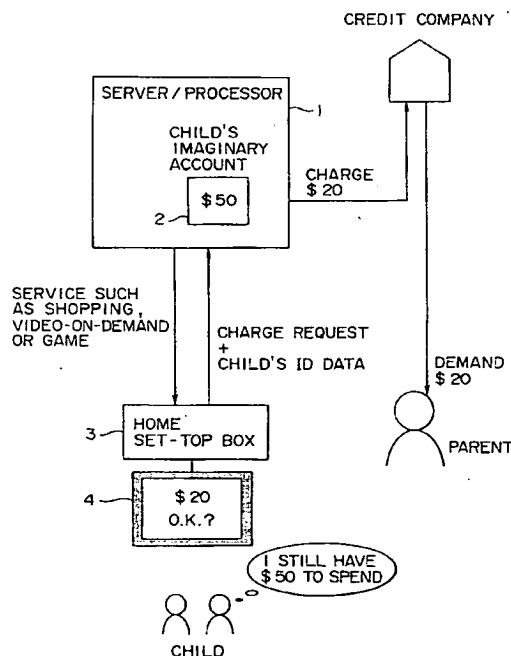 CREDIT COMPANY
SERVER/PROCESSOR
1
CHILD'S
IMAGINARY
ACCOUNT
2
$50
CHARGE
$20
SERVICE SUCH
AS SHOPPING,
VIDEO-ON-DEMAND
OR GAME
CHARGE REQUEST
+
CHILD'S ID DATA
DEMAND
$20
3
HOME
SET-TOP BOX
PARENT
4
$20
O.K.?
I STILL HAVE
$50 TO SPEND
CHILD